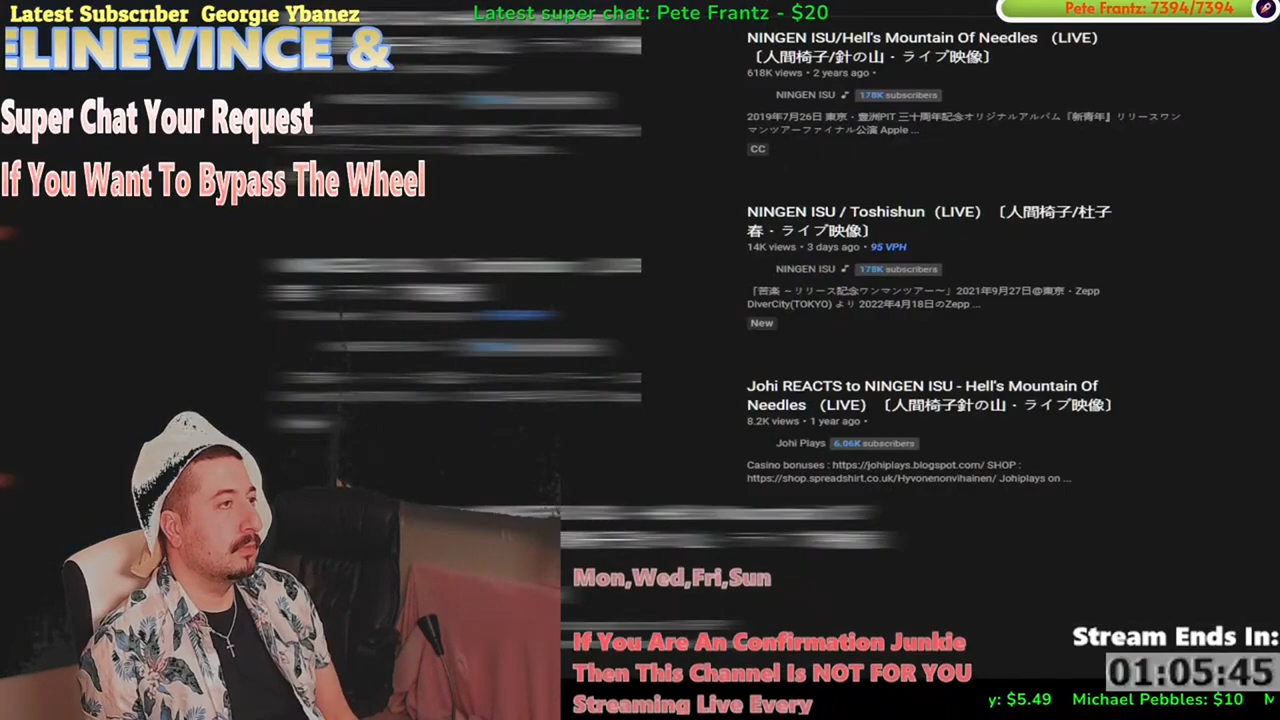 Latest Subscriber Georgie Ybanez
Latest super chat: Pete Frantz - $20
Pete Frantz: 7394/7394
ELINEVINCE &
Super Chat Your Request
If You Want To Bypass The Wheel
NINGEN ISU/Hell's Mountain Of Needles （LIVE）
〔人間椅子/針の山・ライブ映像〕
618K views • 2 years ago •
NINGEN ISU ♪ 178K subscribers
2019年7月26日 東京・豊洲PIT 三十周年記念オリジナルアルバム『新青年』リリースワン
マンツアーファイナル公演 Apple ...
CC
NINGEN ISU / Toshishun（LIVE）〔人間椅子/杜子
春・ライブ映像〕
14K views • 3 days ago • 95 VPH
NINGEN ISU ♪ 178K subscribers
「苦楽 ～リリース記念ワンマンツアー～」2021年9月27日@東京・Zepp
DiverCity(TOKYO) より 2022年4月18日のZepp ...
New
Johi REACTS to NINGEN ISU - Hell's Mountain Of
Needles （LIVE）〔人間椅子針の山・ライブ映像〕
8.2K views • 1 year ago •
Johi Plays 6.06K subscribers
Casino bonuses : https://johiplays.blogspot.com/ SHOP :
https://shop.spreadshirt.co.uk/Hyvonenonvihainen/ Johiplays on ...
Mon,Wed,Fri,Sun
If You Are An Confirmation Junkie
Then This Channel Is NOT FOR YOU
Streaming Live Every
Stream Ends In:
01:05:45
y: $5.49 Michael Pebbles: $10 M